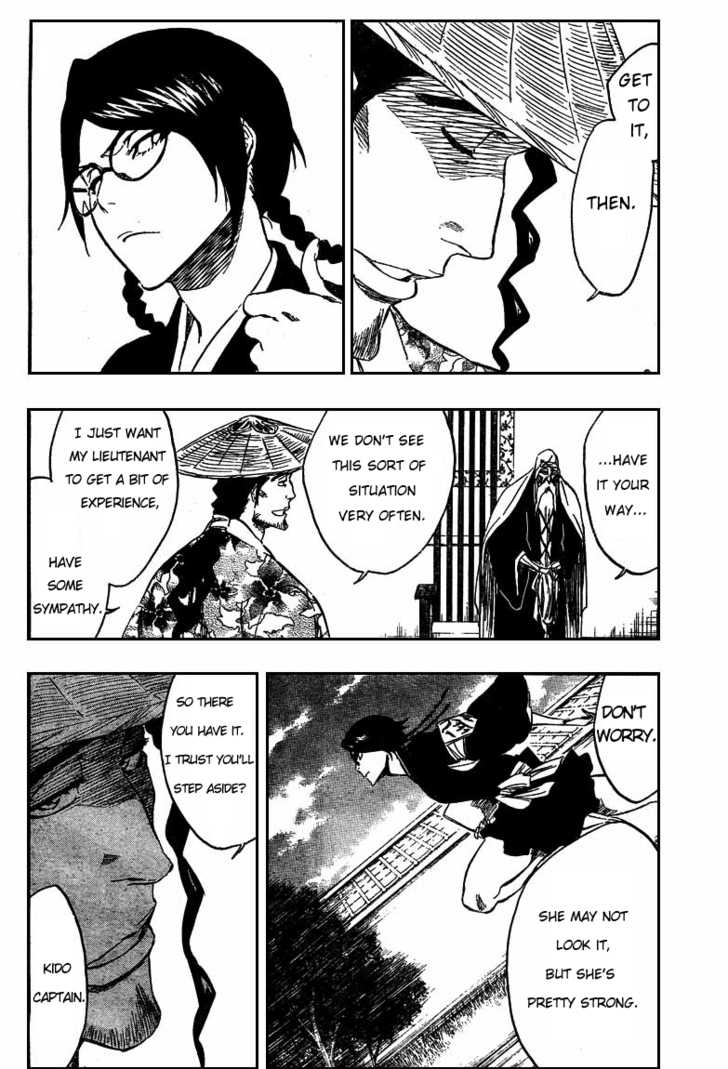 GET
TO
IT,
THEN.
...HAVE
IT YOUR
WAY...
WE DON'T SEE
THIS SORT OF
SITUATION
VERY OFTEN.
I JUST WANT
MY LIEUTENANT
TO GET A BIT OF
EXPERIENCE,
HAVE
SOME
SYMPATHY.
DON'T
WORRY.
SHE MAY NOT
LOOK IT,
BUT SHE'S
PRETTY STRONG.
SO THERE
YOU HAVE IT.
I TRUST YOU'LL
STEP ASIDE?
KIDO
CAPTAIN.